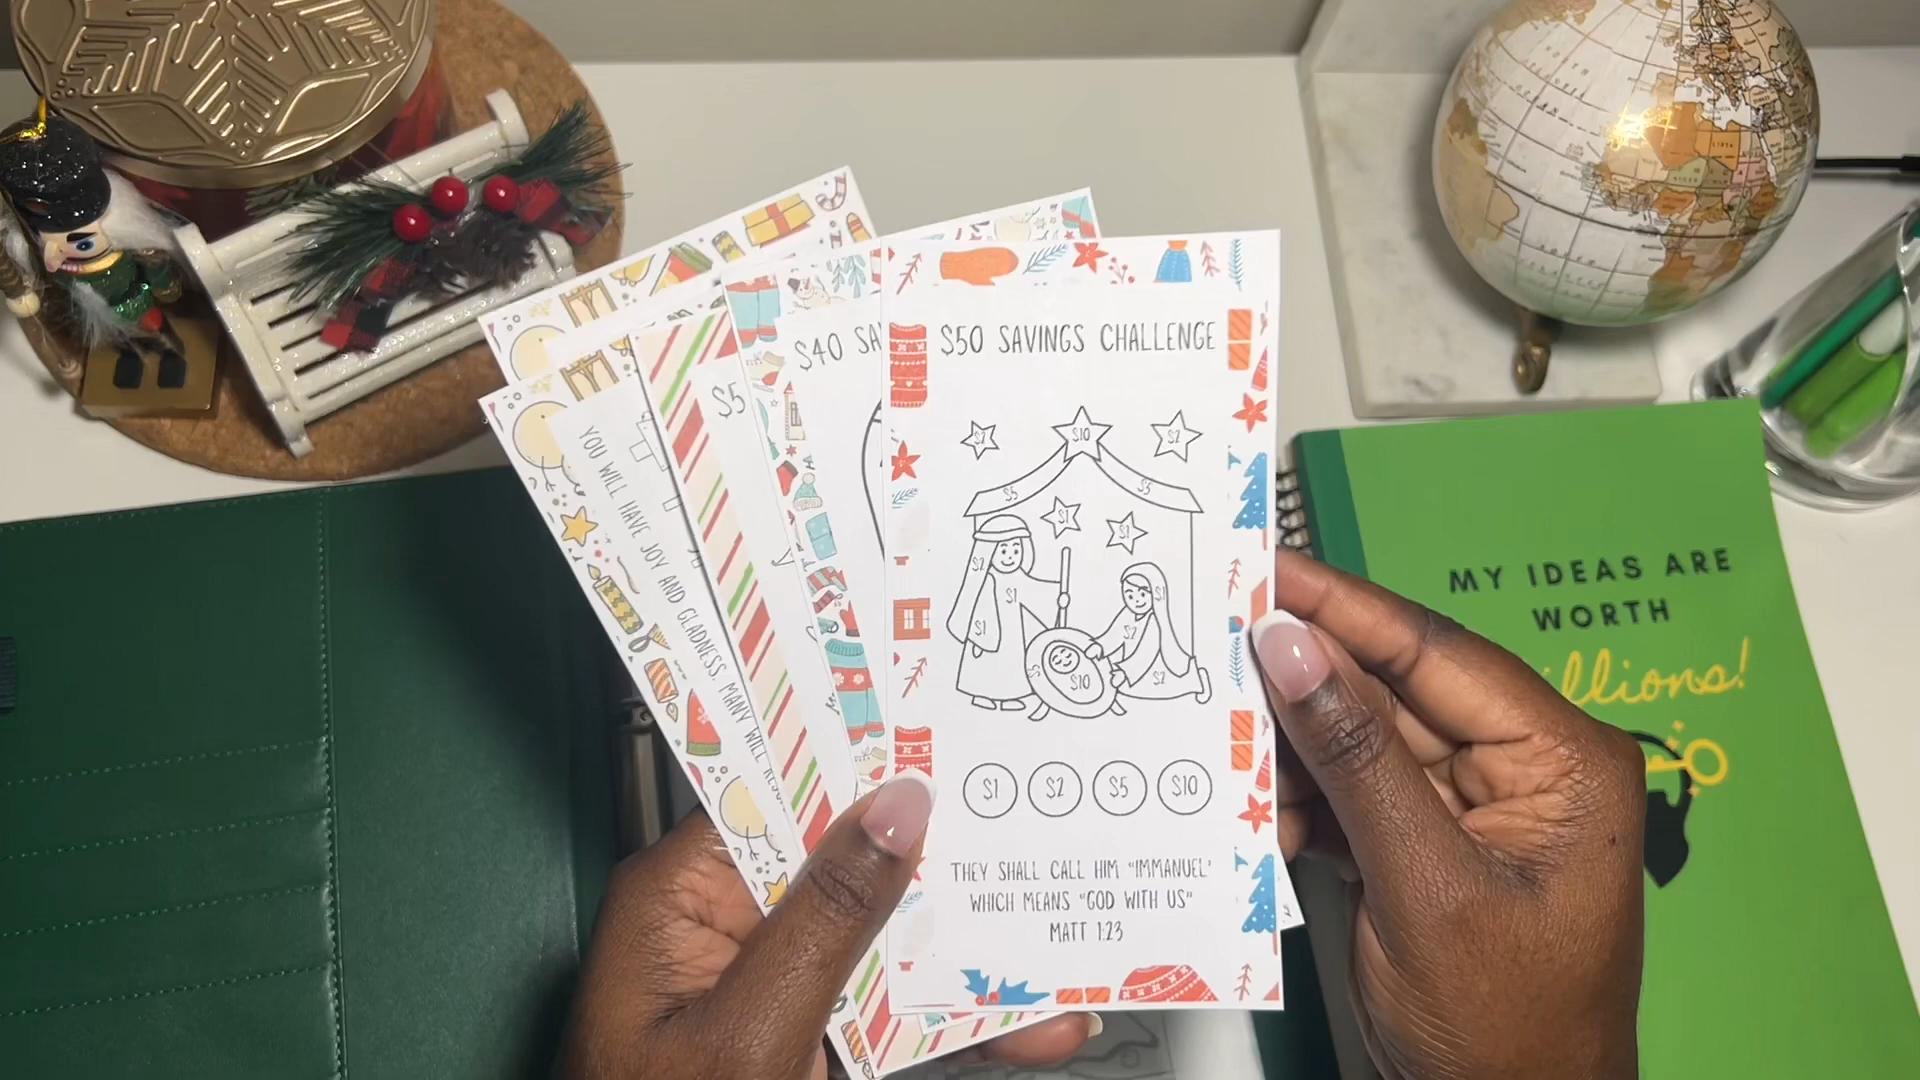 $50 SAVINGS CHALLENGE
$2
$10
$2
$5
$5
$1
$1
$2
$1
$1
$1
$2
$10
$2
$1
$2
$5
$10
THEY SHALL CALL HIM “IMMANUEL”
WHICH MEANS “GOD WITH US”
MATT 1:23
$40 SA
$5
YOU WILL HAVE JOY AND GLADNESS, MANY WILL
MY IDEAS ARE
WORTH
LIBYA